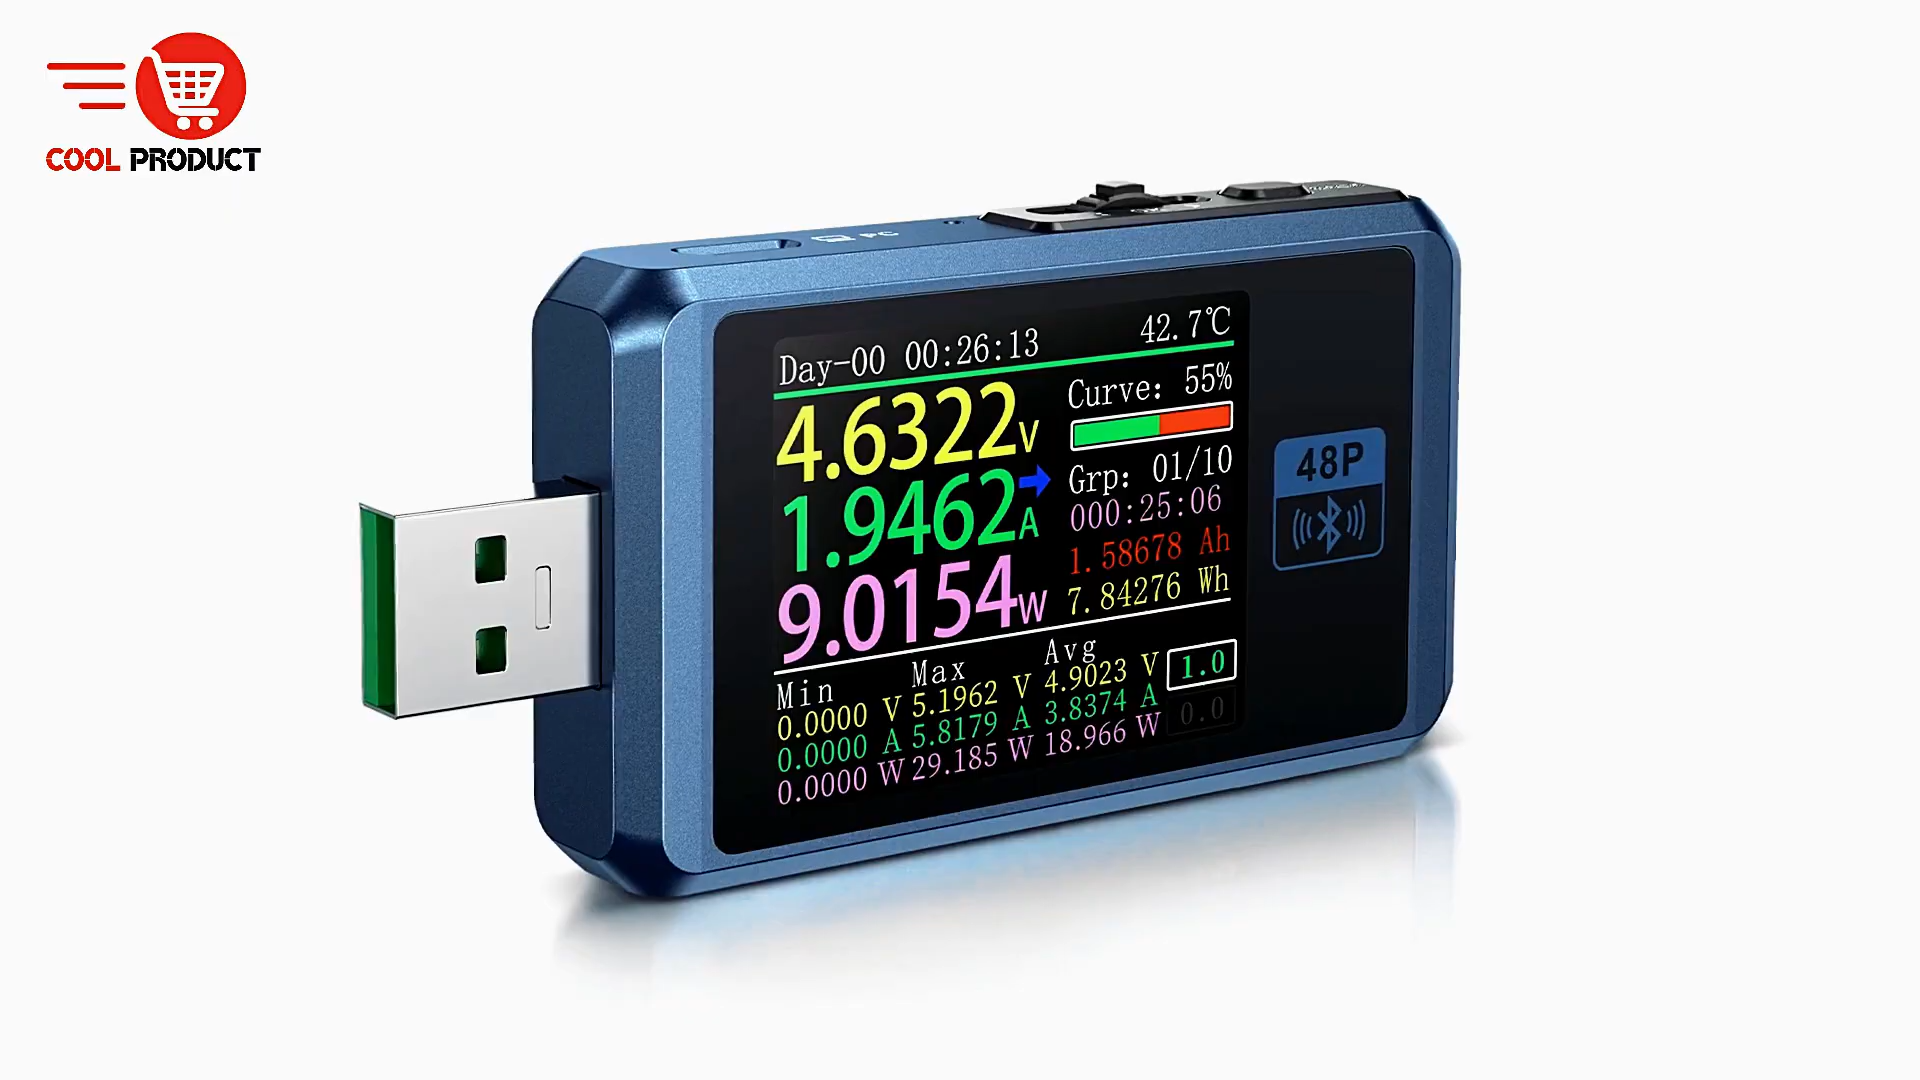 COOL PRODUCT
PC
Day-00 00:26:13 42.7℃
4.6322V
1.9462A
9.0154W
Curve: 55%
Grp: 01/10
000:25:06
1.58678 Ah
7.84276 Wh
Min Max Avg
0.0000 V 5.1962 V 4.9023 V
0.0000 A 5.8179 A 3.8374 A
0.0000 W 29.185 W 18.966 W
1.0
0.0
48P